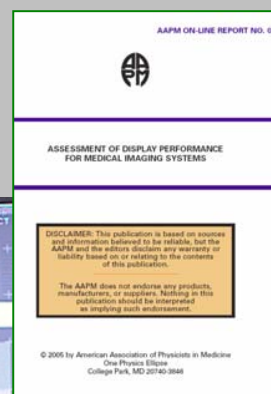 AAPM ON-LINE REPORT NO. 0
AAPM
ASSESSMENT OF DISPLAY PERFORMANCE
FOR MEDICAL IMAGING SYSTEMS
DISCLAIMER: This publication is based on sources
and information believed to be reliable, but the
AAPM and the editors disclaim any warranty or
liability based on or relating to the contents
of this publication.
The AAPM does not endorse any products,
manufacturers, or suppliers. Nothing in this
publication should be interpreted
as implying such endorsement.
© 2005 by American Association of Physicists in Medicine
One Physics Ellipse
College Park, MD 20740-3846
CT